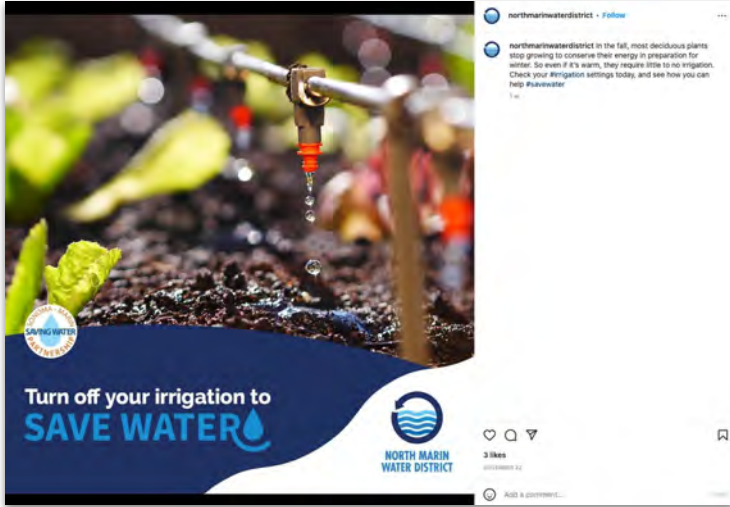 northmarinwaterdistrict • Follow
northmarinwaterdistrict In the fall, most deciduous plants
stop growing to conserve their energy in preparation for
winter. So even if it's warm, they require little to no irrigation.
Check your #irrigation settings today, and see how you can
help #savewater
1w
SONOMA – MARIN
SAVING WATER
PARTNERSHIP
Turn off your irrigation to
SAVE WATER
NORTH MARIN
WATER DISTRICT
3 likes
Add a comment...